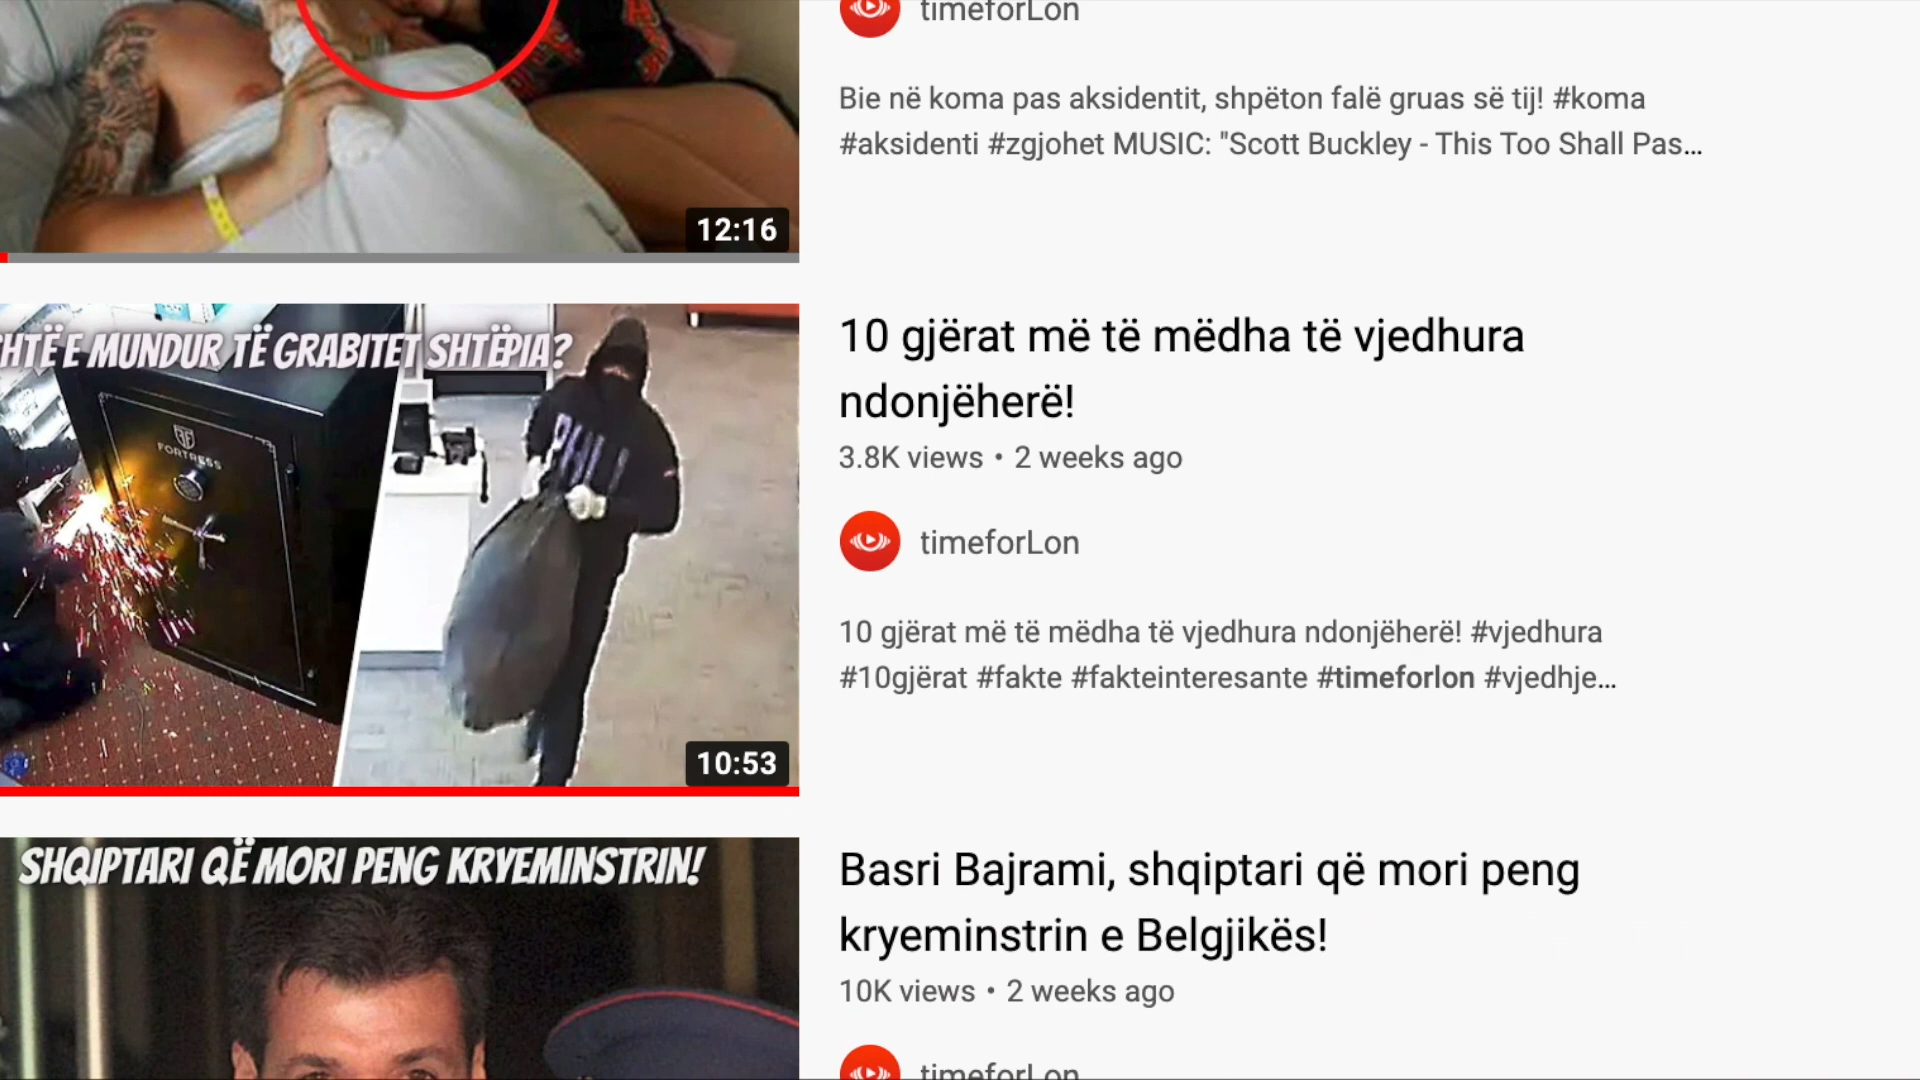 timeforLon
Bie në koma pas aksidentit, shpëton falë gruas së tij! #koma
#aksidenti #zgjohet MUSIC: "Scott Buckley - This Too Shall Pas...
12:16
HTË E MUNDUR TË GRABITET SHTËPIA?
FORTRESS
PHLI
10:53
10 gjërat më të mëdha të vjedhura
ndonjëherë!
3.8K views • 2 weeks ago
timeforLon
10 gjërat më të mëdha të vjedhura ndonjëherë! #vjedhura
#10gjërat #fakte #fakteinteresante #timeforlon #vjedhje...
SHQIPTARI QË MORI PENG KRYEMINSTRIN!
Basri Bajrami, shqiptari që mori peng
kryeminstrin e Belgjikës!
10K views • 2 weeks ago
timeforLon